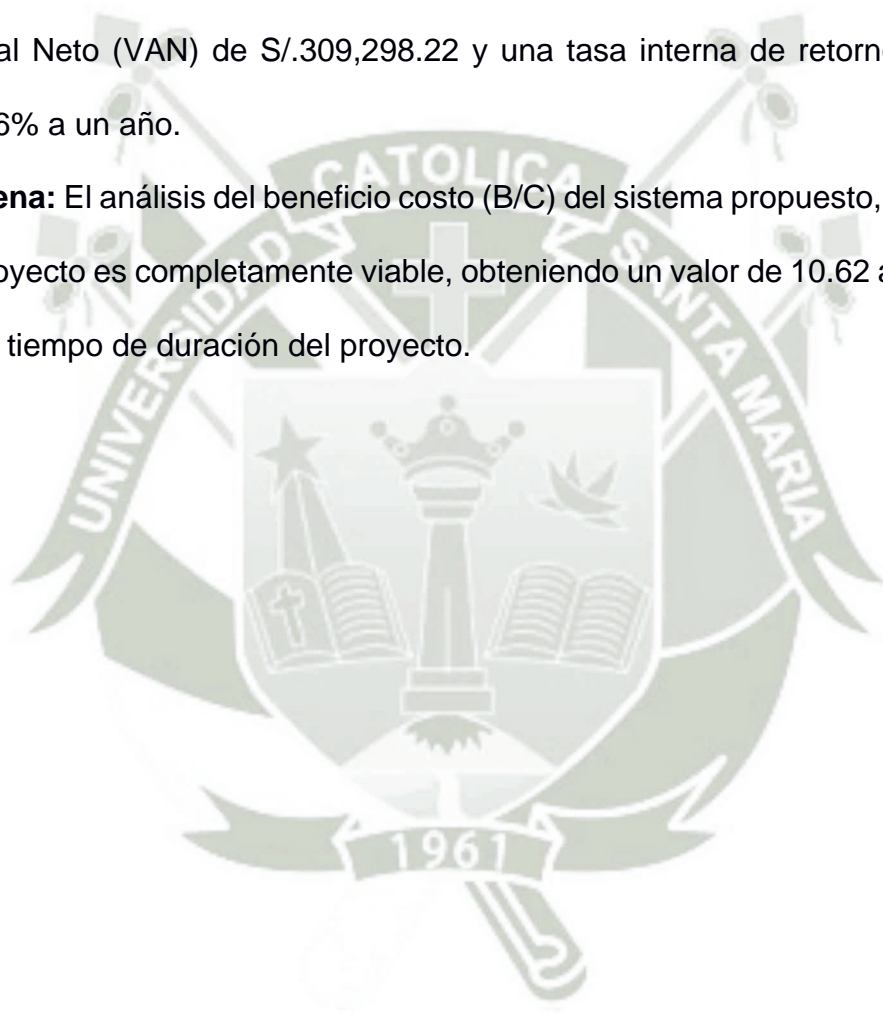 al Neto (VAN) de S/.309,298.22 y una tasa interna de retorn
6% a un año.
ena: El análisis del beneficio costo (B/C) del sistema propuesto,
oyecto es completamente viable, obteniendo un valor de 10.62 a
tiempo de duración del proyecto.
UNIVERSIDAD CATOLICA SANTA MARIA
1961